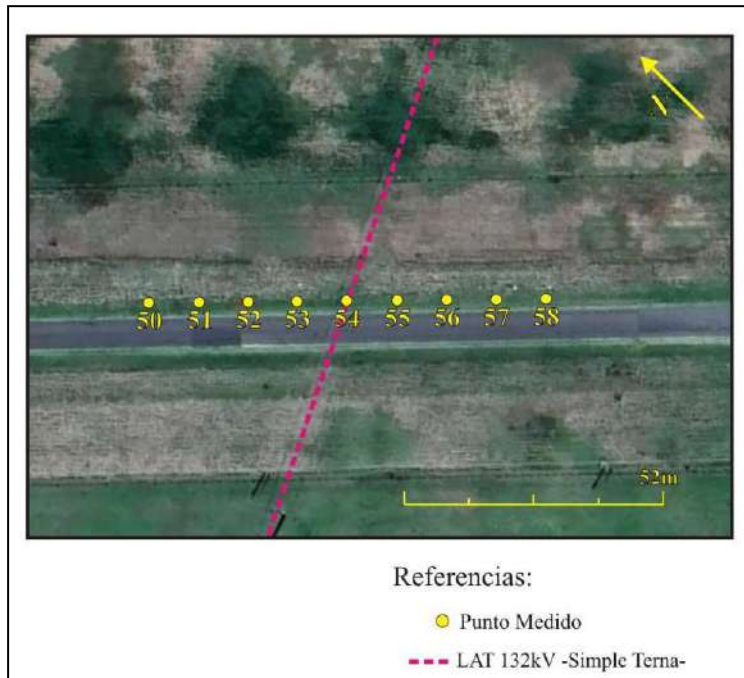 50 51 52 53 54 55 56 57 58
52m
Referencias:
Punto Medido
LAT 132kV -Simple Terna-